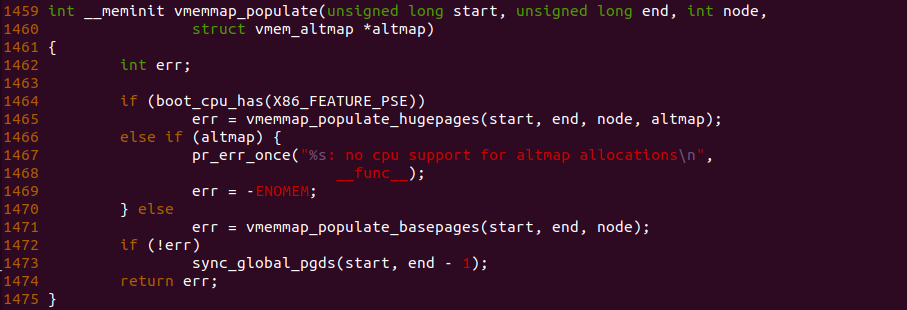 1459 int __meminit vmemmap_populate(unsigned long start, unsigned long end, int node,
1460                 struct vmem_altmap *altmap)
1461 {
1462         int err;
1463
1464         if (boot_cpu_has(X86_FEATURE_PSE))
1465                 err = vmemmap_populate_hugepages(start, end, node, altmap);
1466         else if (altmap) {
1467                 pr_err_once("%s: no cpu support for altmap allocations\n",
1468                                 __func__);
1469                 err = -ENOMEM;
1470         } else
1471                 err = vmemmap_populate_basepages(start, end, node);
1472         if (!err)
1473                 sync_global_pgds(start, end - 1);
1474         return err;
1475 }